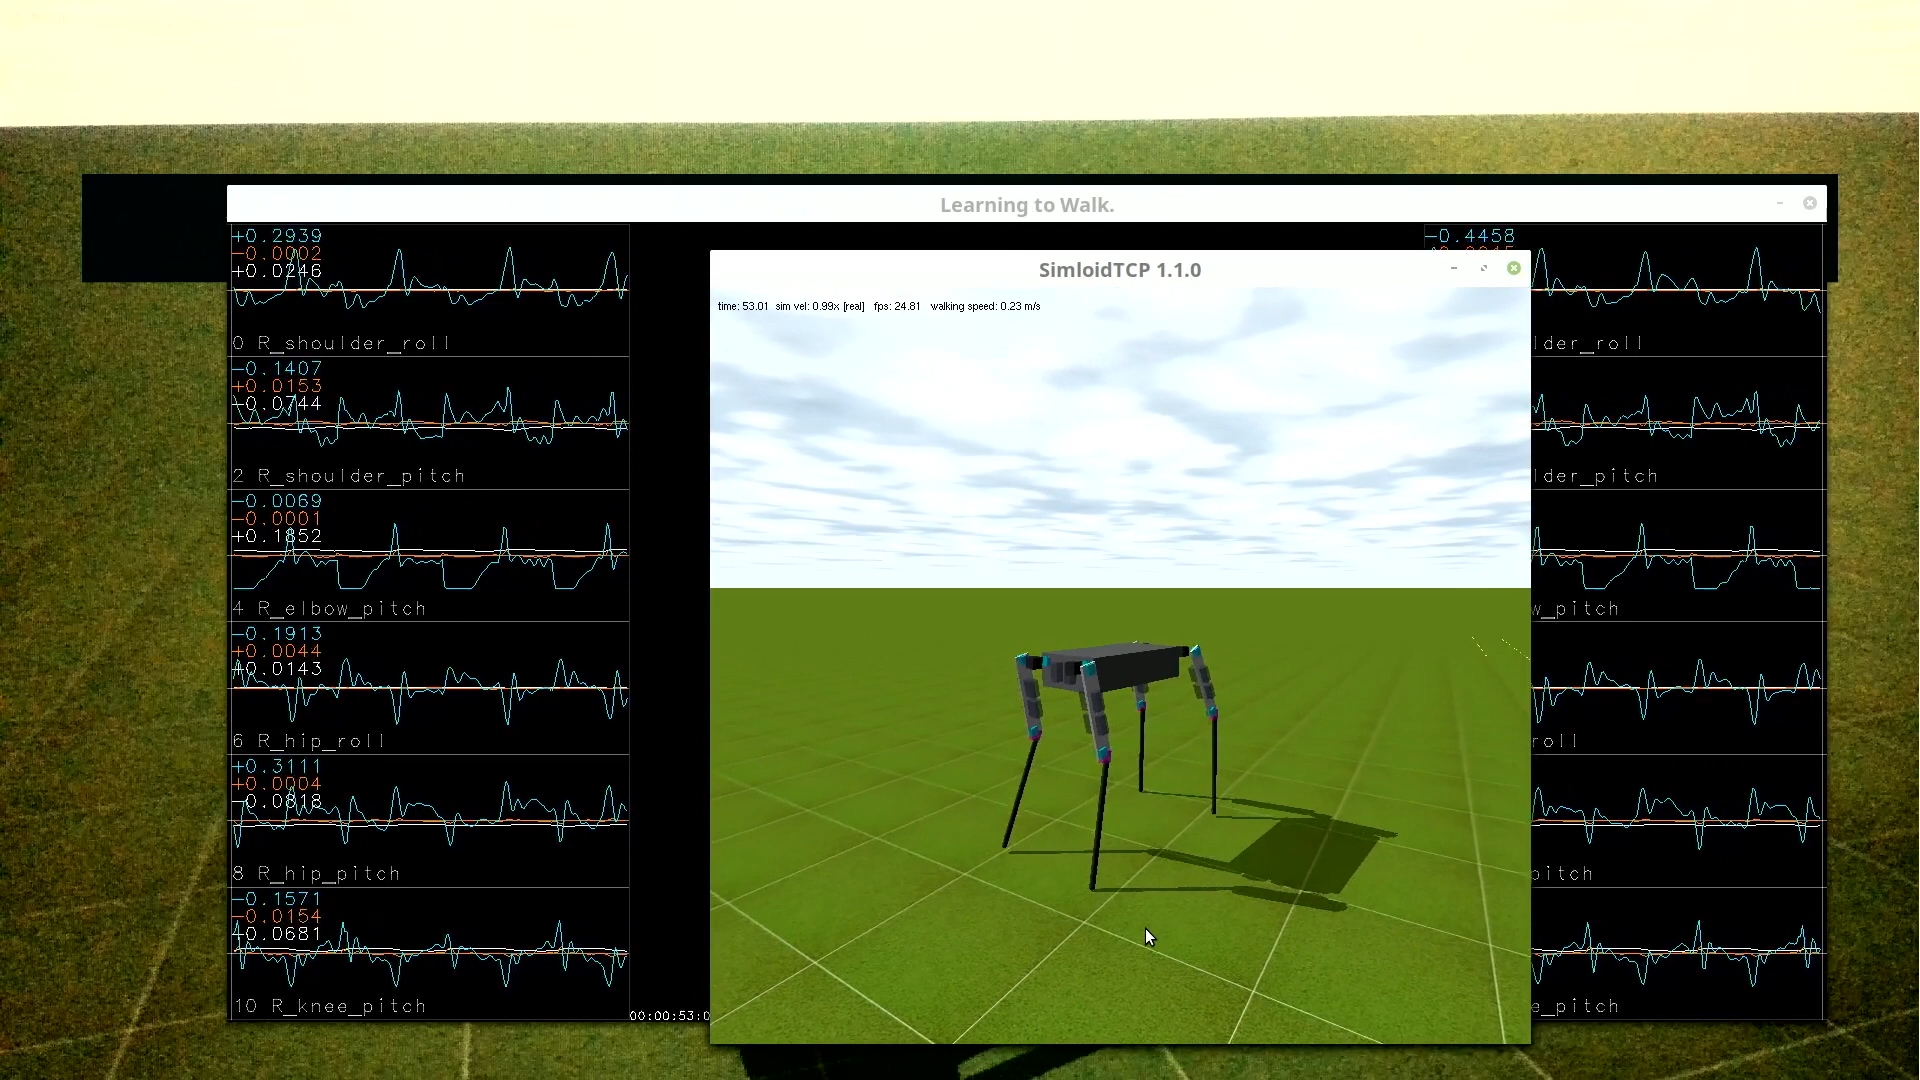 Learning to Walk.
+0.2939
-0.0002
+0.0246
0 R_shoulder_roll
-0.1407
+0.0153
-0.0744
2 R_shoulder_pitch
-0.0069
-0.0001
+0.1852
4 R_elbow_pitch
-0.1913
+0.0044
+0.0143
6 R_hip_roll
+0.3111
+0.0004
-0.0818
8 R_hip_pitch
-0.1571
-0.0154
+0.0681
10 R_knee_pitch
00:00:53:0
SimloidTCP 1.1.0
time: 53.01 sim vel: 0.99x [real] fps: 24.81 walking speed: 0.23 m/s
-0.4458
lder_roll
lder_pitch
w_pitch
roll
pitch
e_pitch